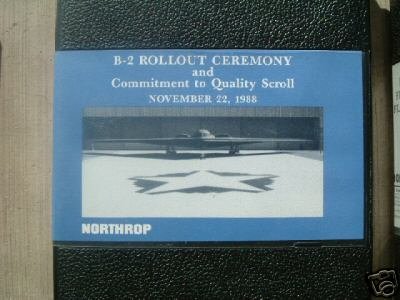 B-2 ROLLOUT CEREMONY
and
Commitment to Quality Scroll
NOVEMBER 22, 1988
NORTHROP